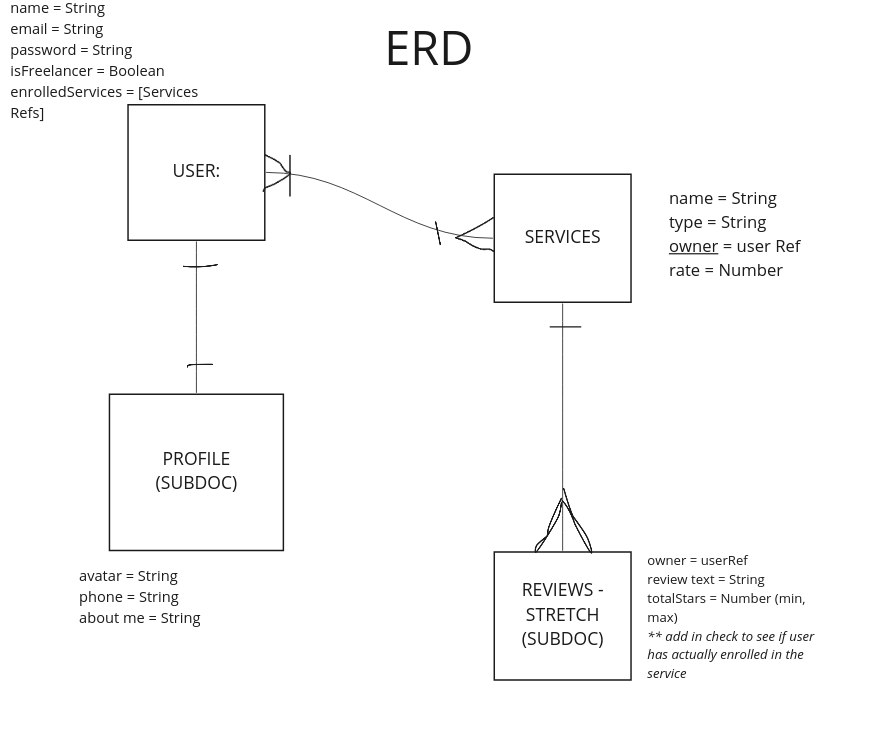 name = String
email = String
password = String
isFreelancer = Boolean
enrolledServices = [Services
Refs]
ERD
USER:
SERVICES
name = String
type = String
owner = user Ref
rate = Number
PROFILE
(SUBDOC)
avatar = String
phone = String
about me = String
REVIEWS -
STRETCH
(SUBDOC)
owner = userRef
review text = String
totalStars = Number (min,
max)
** add in check to see if user
has actually enrolled in the
service